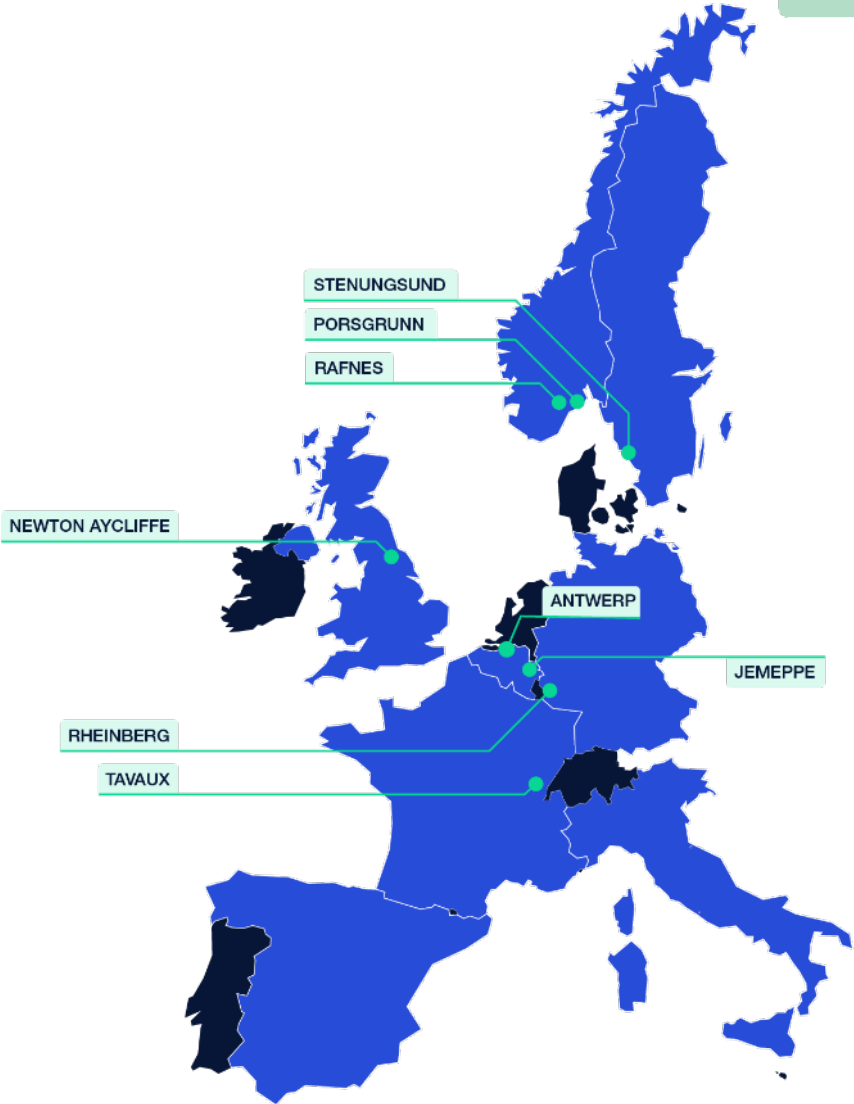 STENUNGSUND
PORSGRUNN
RAFNES
NEWTON AYCLIFFE
ANTWERP
JEMEPPE
RHEINBERG
TAVAUX